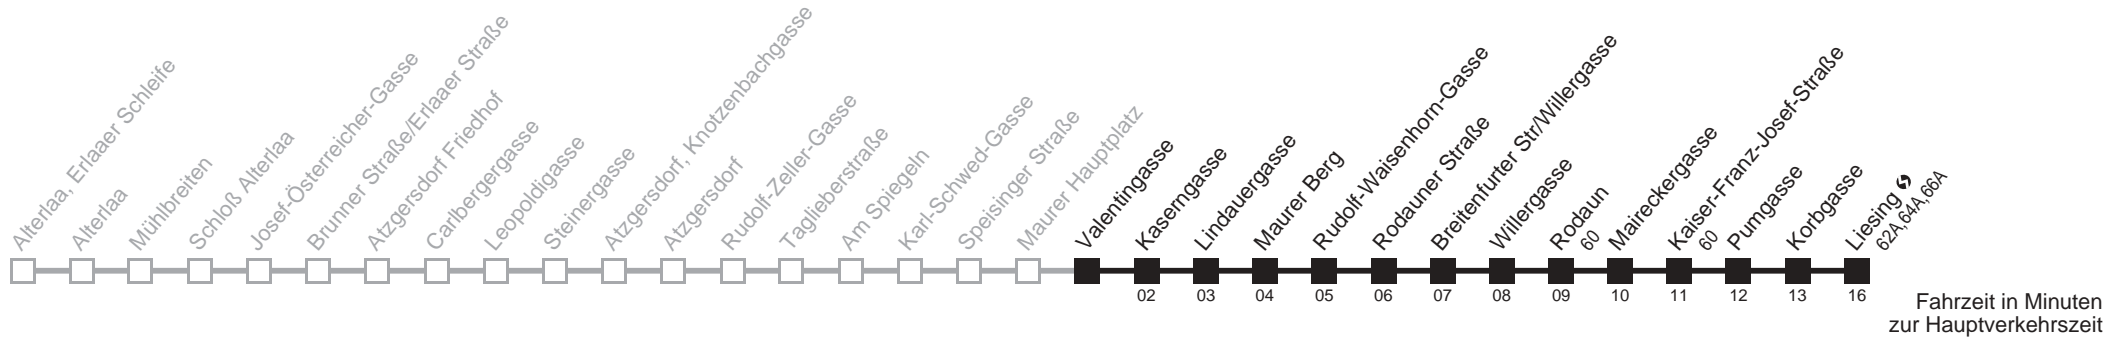 Alterlaa, Erlaaer Schleife
Alterlaa
Mühlbreiten
Schloß Alterlaa
Josef-Österreicher-Gasse
Brunner Straße/Erlaaer Straße
Atzgersdorf Friedhof
Carlbergergasse
Leopoldigasse
Steinergasse
Atzgersdorf, Knotzenbachgasse
Atzgersdorf
Rudolf-Zeller-Gasse
Taglieberstraße
Am Spiegeln
Karl-Schwed-Gasse
Speisinger Straße
Maurer Hauptplatz
Valentingasse
Kaserngasse
02
Lindauergasse
03
Maurer Berg
04
Rudolf-Waisenhorn-Gasse
05
Rodauner Straße
06
Breitenfurter Str/Willergasse
07
Willergasse
08
Rodaun
60
09
Maireckergasse
10
Kaiser-Franz-Josef-Straße
60
11
Pumgasse
12
Korbgasse
13
Liesing
62A,64A,66A
16
Fahrzeit in Minuten
zur Hauptverkehrszeit